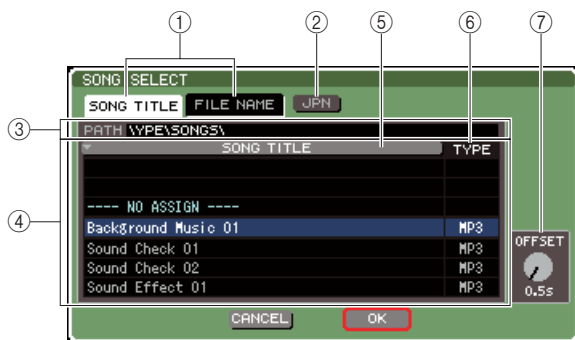 ① ② ⑤ ⑥ ⑦
SONG SELECT
SONG TITLE FILE NAME JPN
③ PATH \YPE\SONGS\
SONG TITLE TYPE
④ ---- NO ASSIGN ----
Background Music 01 MP3
Sound Check 01 MP3
Sound Check 02 MP3
Sound Effect 01 MP3
OFFSET
0.5s
CANCEL OK